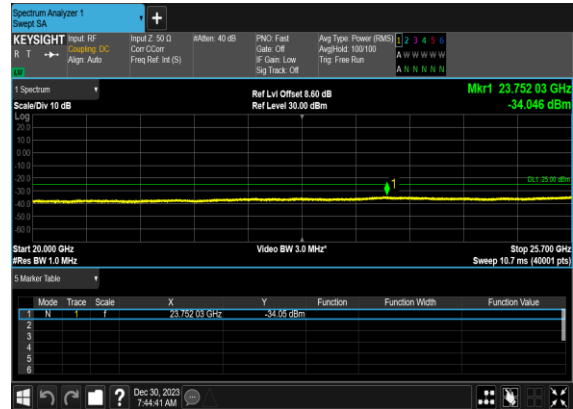 Spectrum Analyzer 1
Swept SA
+
KEYSIGHT Input: RF Input Z: 50 Ω #Atten: 40 dB PNO: Fast Avg Type: Power (RMS) 1 2 3 4 5 6
R T Coupling: DC Corr CCorr Gate: Off Avg|Hold: 100/100 A W W W W W
Align: Auto Freq Ref: Int (S) IF Gain: Low Trig: Free Run
Sig Track: Off A N N N N N
1 Spectrum Ref Lvl Offset 8.60 dB Mkr1 23.752 03 GHz
Scale/Div 10 dB Ref Level 30.00 dBm -34.046 dBm
Log
20.0
10.0
0.00
-10.0
-20.0
DL1 -25.00 dBm
1
-30.0
-40.0
-50.0
-60.0
Start 20.000 GHz Video BW 3.0 MHz* Stop 25.700 GHz
#Res BW 1.0 MHz Sweep 10.7 ms (40001 pts)
5 Marker Table
Mode Trace Scale X Y Function Function Width Function Value
1 N 1 f 23.752 03 GHz -34.05 dBm
2
3
4
5
6
? Dec 30, 2023
7:44:41 AM